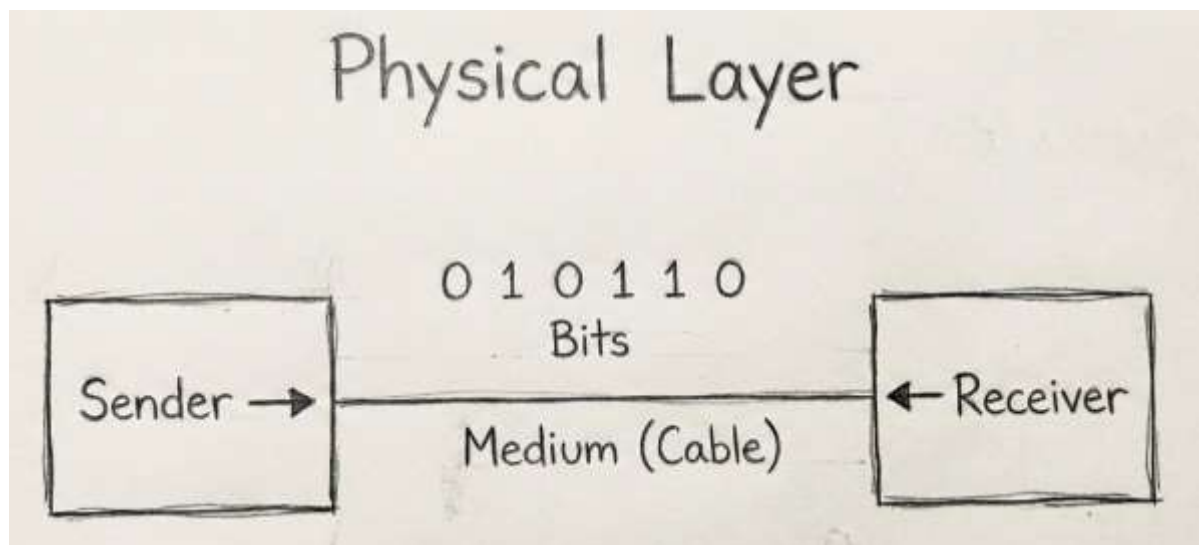 Physical Layer
0 1 0 1 1 0
Bits
Sender
Receiver
Medium (Cable)